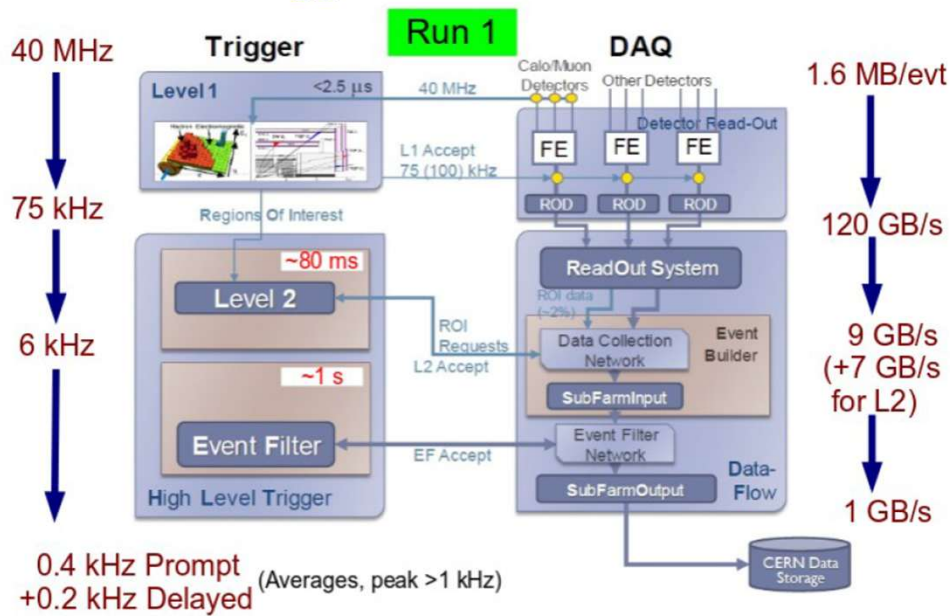 Run 1
Trigger
DAQ
40 MHz
75 kHz
6 kHz
0.4 kHz Prompt
+0.2 kHz Delayed
(Averages, peak >1 kHz)
Level 1
<2.5 µs
40 MHz
L1 Accept
75 (100) kHz
Regions Of Interest
~80 ms
Level 2
ROI
Requests
L2 Accept
~1 s
Event Filter
EF Accept
High Level Trigger
Calo/Muon
Detectors
Other Detectors
Detector Read-Out
FE
FE
FE
ROD
ROD
ROD
ReadOut System
ROI data
(~2%)
Data Collection
Network
Event
Builder
SubFarmInput
Event Filter
Network
SubFarmOutput
Data-
Flow
CERN Data
Storage
1.6 MB/evt
120 GB/s
9 GB/s
(+7 GB/s
for L2)
1 GB/s